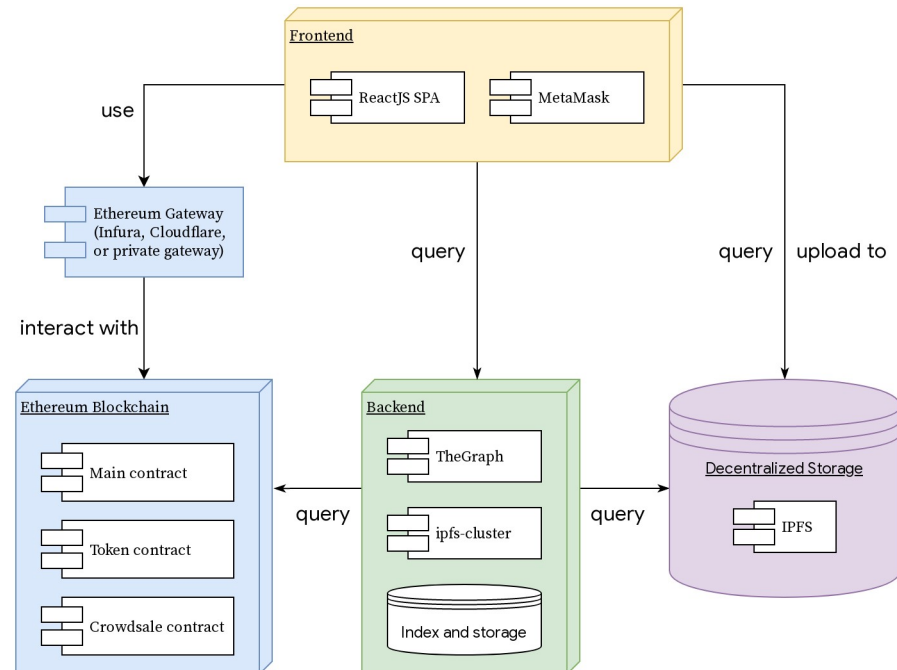 Frontend
ReactJS SPA
MetaMask
use
Ethereum Gateway
(Infura, Cloudflare,
or private gateway)
query
query
upload to
interact with
Ethereum Blockchain
Main contract
Token contract
Crowdsale contract
query
Backend
TheGraph
ipfs-cluster
Index and storage
query
Decentralized Storage
IPFS